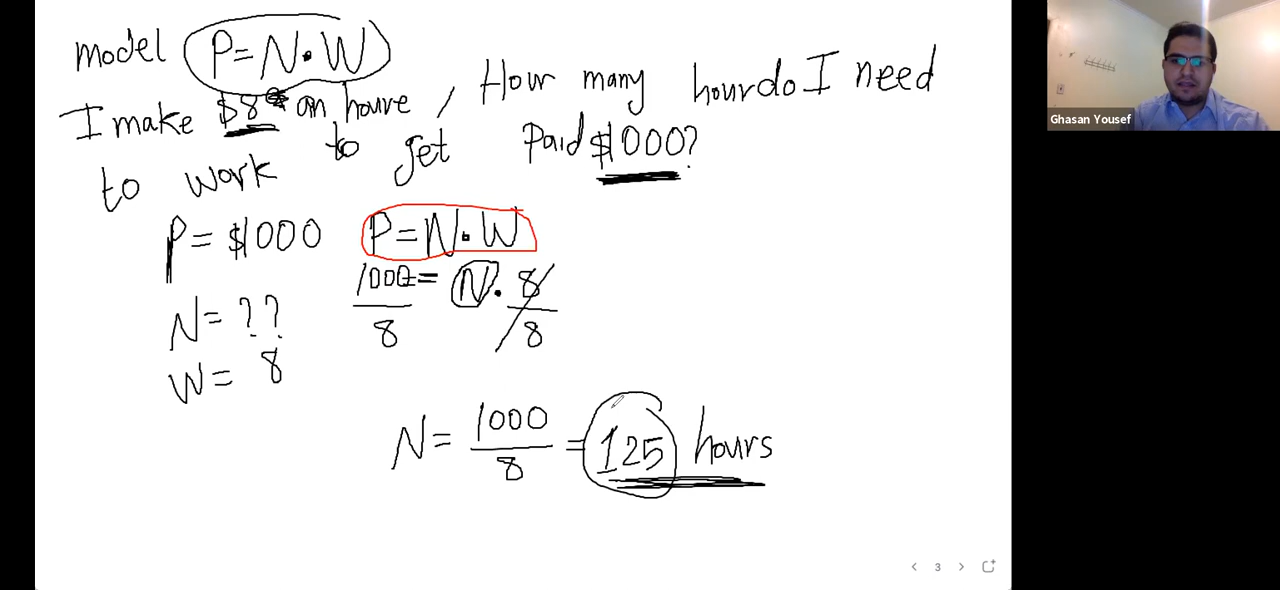 model P=N·W
I make $8 an houre, How many hour do I need
to work to get Paid $1000?
P=$1000 P=N·W
1000/8 = N·8/8
N=??
W=8
N=1000/8=125 hours
Ghasan Yousef
3